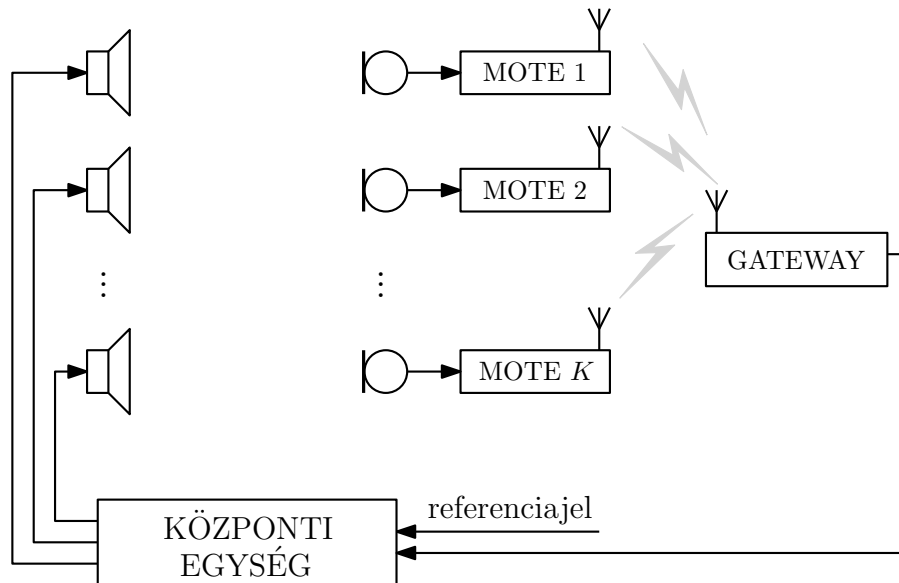 MOTE 1
MOTE 2
GATEWAY
MOTE K
referenciajel
KÖZPONTI
EGYSÉG